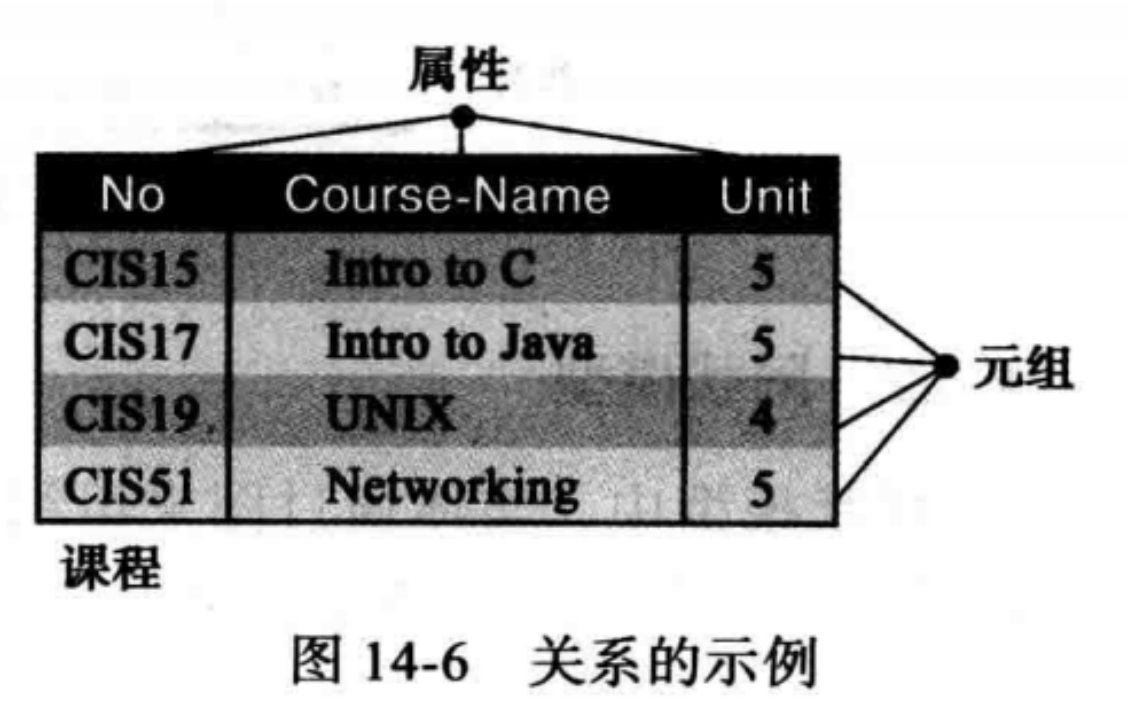 属性
No Course-Name Unit
CIS15 Intro to C 5
CIS17 Intro to Java 5
CIS19 UNIX 4
CIS51 Networking 5
元组
课程
图 14-6 关系的示例